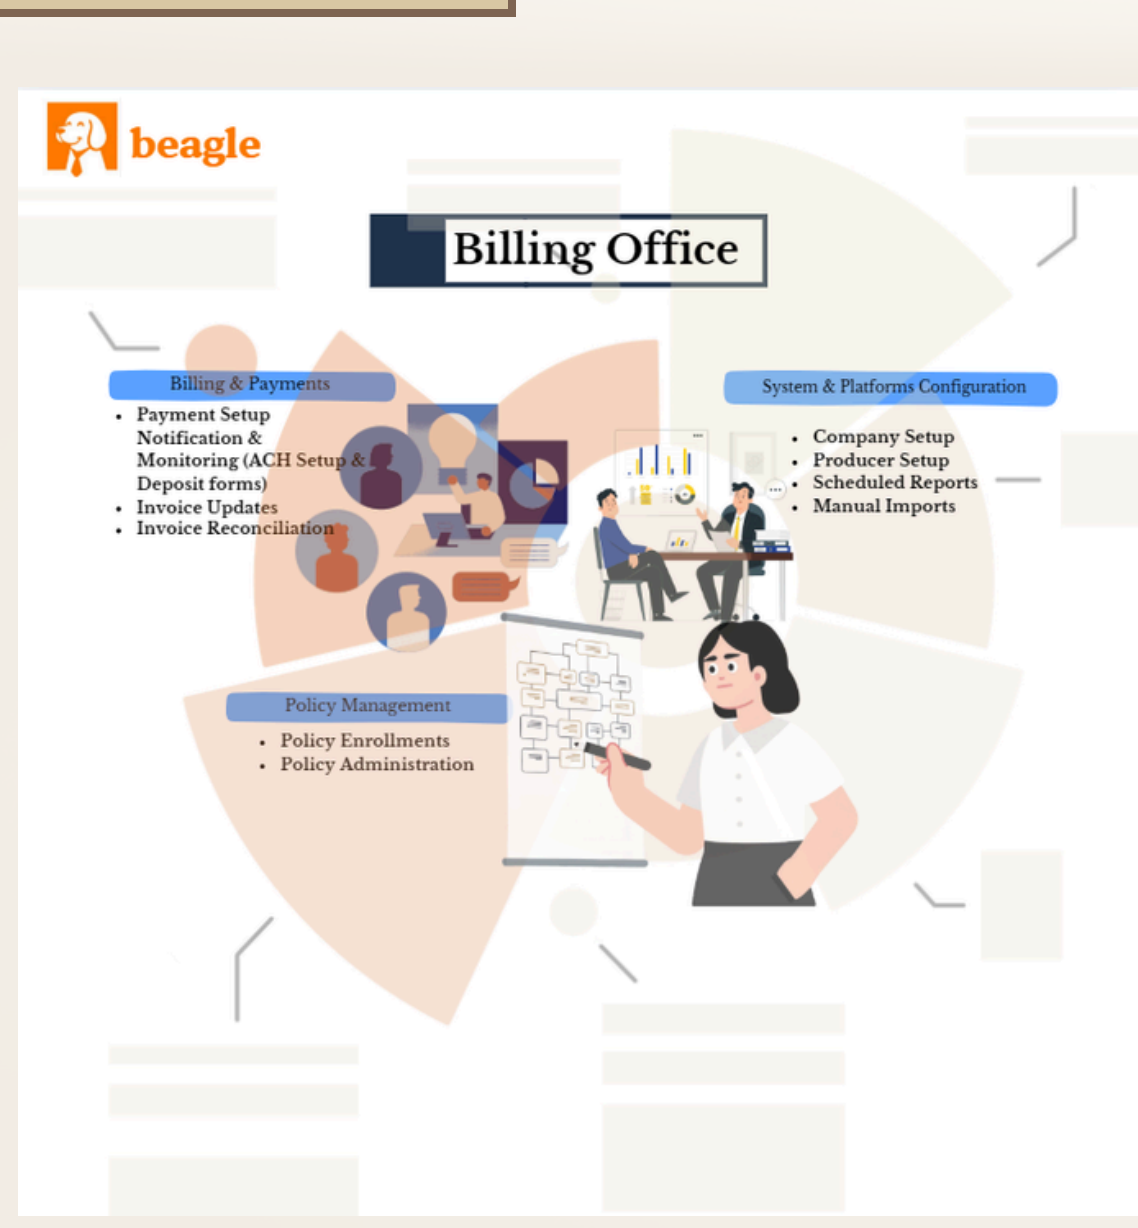 beagle
Billing Office
Billing & Payments
• Payment Setup
Notification &
Monitoring (ACH Setup &
Deposit forms)
• Invoice Updates
• Invoice Reconciliation
System & Platforms Configuration
• Company Setup
• Producer Setup
• Scheduled Reports
• Manual Imports
Policy Management
• Policy Enrollments
• Policy Administration